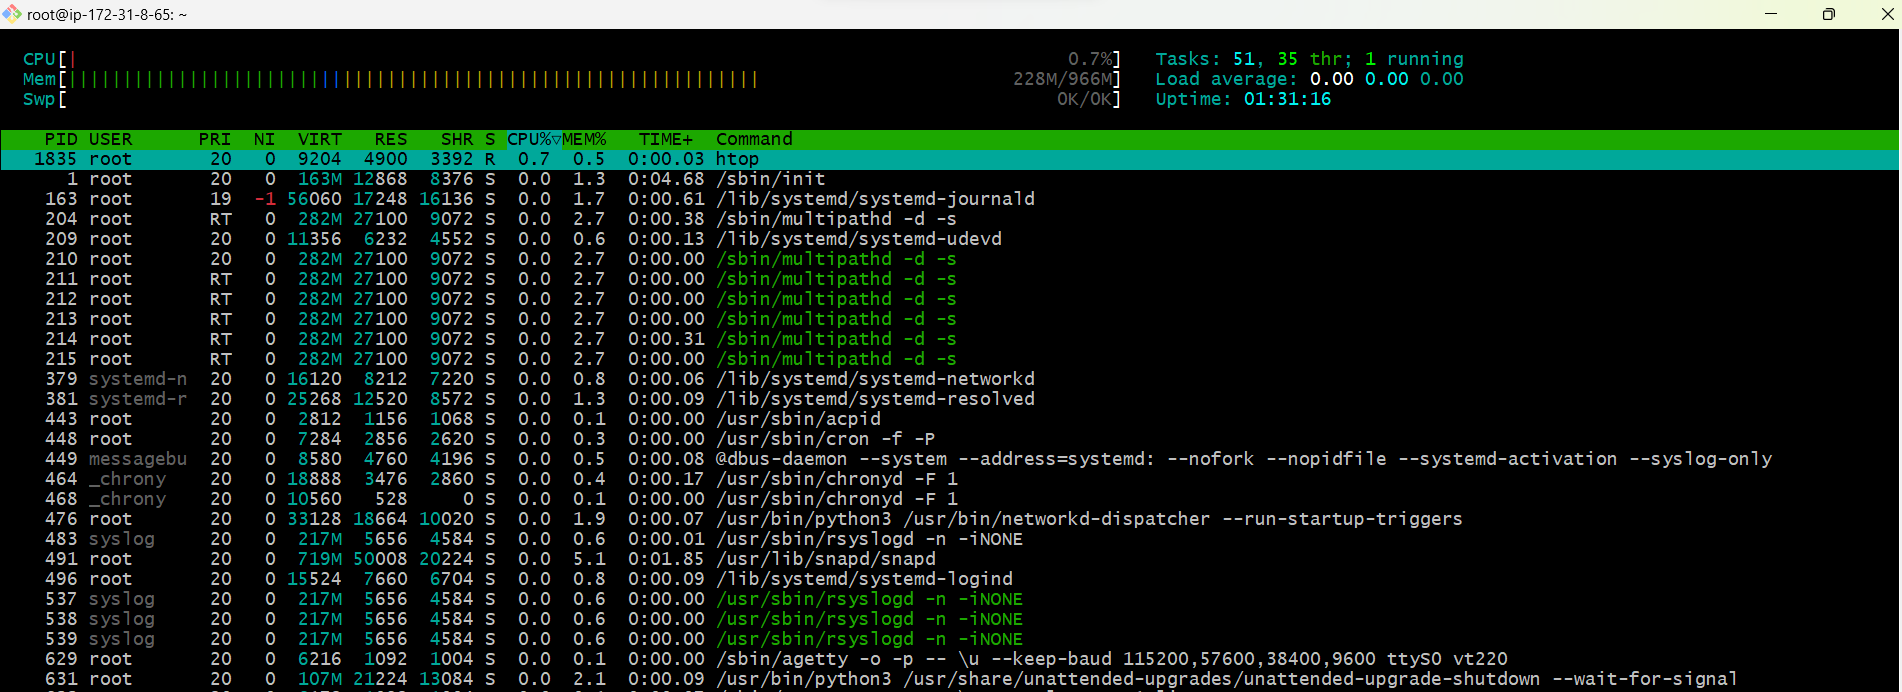 root@ip-172-31-8-65: ~
CPU[| 0.7%] Tasks: 51, 35 thr; 1 running
Mem[||||||||||||||||||||||||||||||||||||||||||||||||||||||||||||||| 228M/966M] Load average: 0.00 0.00 0.00
Swp[ 0K/0K] Uptime: 01:31:16
PID USER PRI NI VIRT RES SHR S CPU%▽MEM% TIME+ Command
1835 root 20 0 9204 4900 3392 R 0.7 0.5 0:00.03 htop
1 root 20 0 163M 12868 8376 S 0.0 1.3 0:04.68 /sbin/init
163 root 19 -1 56060 17248 16136 S 0.0 1.7 0:00.61 /lib/systemd/systemd-journald
204 root RT 0 282M 27100 9072 S 0.0 2.7 0:00.38 /sbin/multipathd -d -s
209 root 20 0 11356 6232 4552 S 0.0 0.6 0:00.13 /lib/systemd/systemd-udevd
210 root 20 0 282M 27100 9072 S 0.0 2.7 0:00.00 /sbin/multipathd -d -s
211 root RT 0 282M 27100 9072 S 0.0 2.7 0:00.00 /sbin/multipathd -d -s
212 root RT 0 282M 27100 9072 S 0.0 2.7 0:00.00 /sbin/multipathd -d -s
213 root RT 0 282M 27100 9072 S 0.0 2.7 0:00.00 /sbin/multipathd -d -s
214 root RT 0 282M 27100 9072 S 0.0 2.7 0:00.31 /sbin/multipathd -d -s
215 root RT 0 282M 27100 9072 S 0.0 2.7 0:00.00 /sbin/multipathd -d -s
379 systemd-n 20 0 16120 8212 7220 S 0.0 0.8 0:00.06 /lib/systemd/systemd-networkd
381 systemd-r 20 0 25268 12520 8572 S 0.0 1.3 0:00.09 /lib/systemd/systemd-resolved
443 root 20 0 2812 1156 1068 S 0.0 0.1 0:00.00 /usr/sbin/acpid
448 root 20 0 7284 2856 2620 S 0.0 0.3 0:00.00 /usr/sbin/cron -f -P
449 messagebu 20 0 8580 4760 4196 S 0.0 0.5 0:00.08 @dbus-daemon --system --address=systemd: --nofork --nopidfile --systemd-activation --syslog-only
464 _chrony 20 0 18888 3476 2860 S 0.0 0.4 0:00.17 /usr/sbin/chronyd -F 1
468 _chrony 20 0 10560 528 0 S 0.0 0.1 0:00.00 /usr/sbin/chronyd -F 1
476 root 20 0 33128 18664 10020 S 0.0 1.9 0:00.07 /usr/bin/python3 /usr/bin/networkd-dispatcher --run-startup-triggers
483 syslog 20 0 217M 5656 4584 S 0.0 0.6 0:00.01 /usr/sbin/rsyslogd -n -iNONE
491 root 20 0 719M 50008 20224 S 0.0 5.1 0:01.85 /usr/lib/snapd/snapd
496 root 20 0 15524 7660 6704 S 0.0 0.8 0:00.09 /lib/systemd/systemd-logind
537 syslog 20 0 217M 5656 4584 S 0.0 0.6 0:00.00 /usr/sbin/rsyslogd -n -iNONE
538 syslog 20 0 217M 5656 4584 S 0.0 0.6 0:00.00 /usr/sbin/rsyslogd -n -iNONE
539 syslog 20 0 217M 5656 4584 S 0.0 0.6 0:00.00 /usr/sbin/rsyslogd -n -iNONE
629 root 20 0 6216 1092 1004 S 0.0 0.1 0:00.00 /sbin/agetty -o -p -- \u --keep-baud 115200,57600,38400,9600 ttyS0 vt220
631 root 20 0 107M 21224 13084 S 0.0 2.1 0:00.09 /usr/bin/python3 /usr/share/unattended-upgrades/unattended-upgrade-shutdown --wait-for-signal